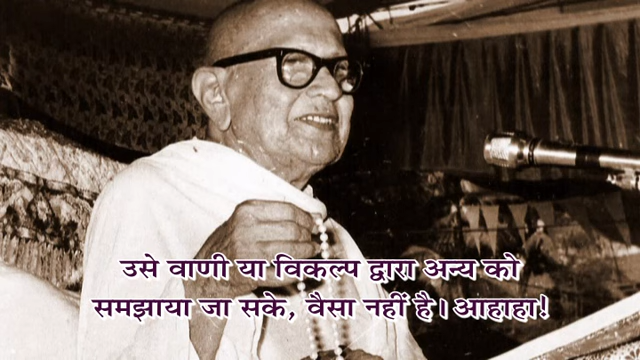 उसे वाणी या विकल्प द्वारा अन्य को
समझाया जा सके, वैसा नहीं है। आहाहा!